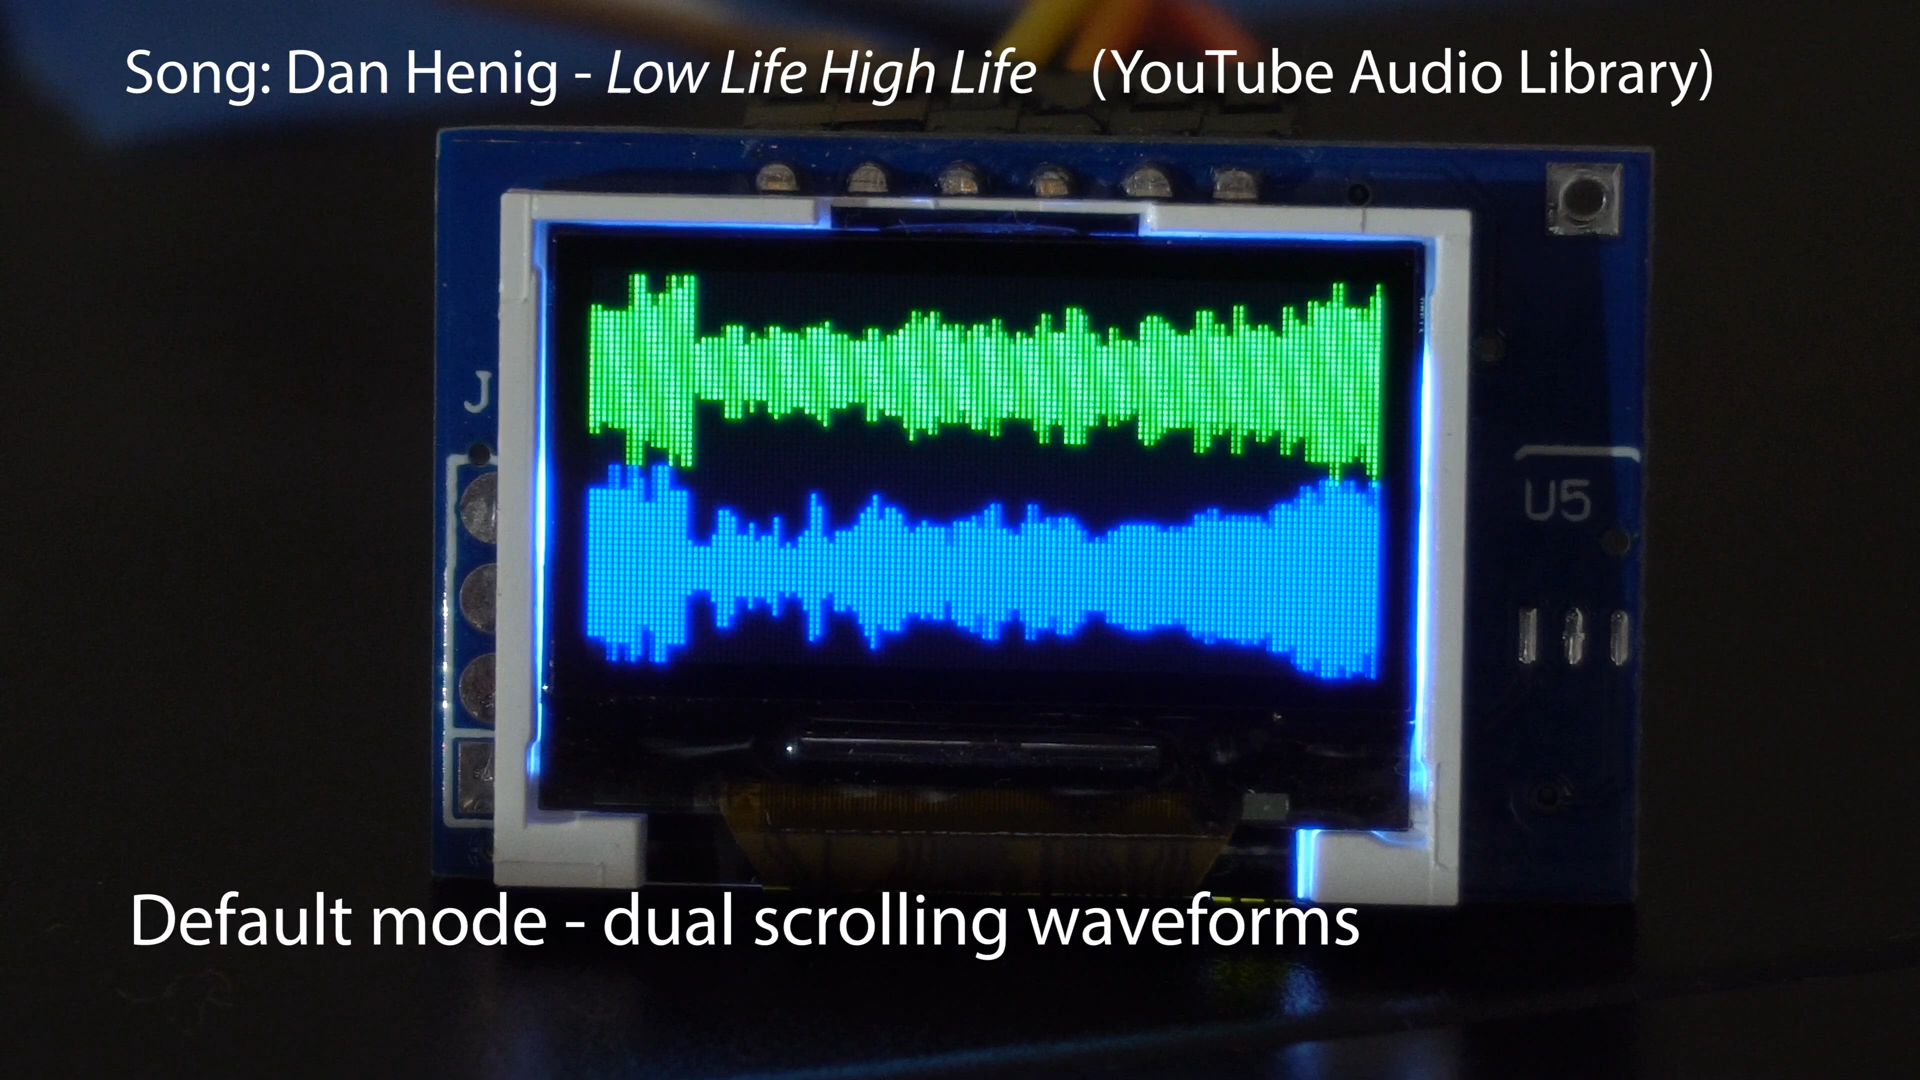 Song: Dan Henig - Low Life High Life (YouTube Audio Library)
J
U5
Default mode - dual scrolling waveforms